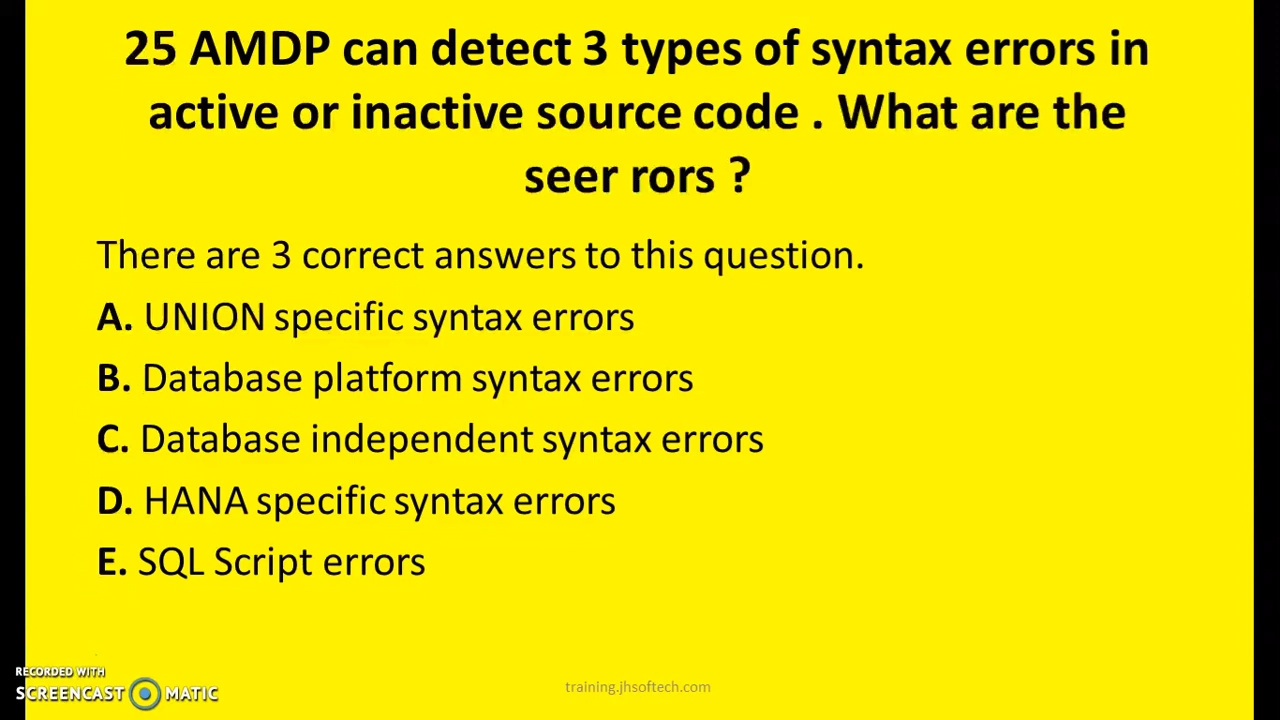 25 AMDP can detect 3 types of syntax errors in
active or inactive source code . What are the
seer rors ?
There are 3 correct answers to this question.
A. UNION specific syntax errors
B. Database platform syntax errors
C. Database independent syntax errors
D. HANA specific syntax errors
E. SQL Script errors
RECORDED WITH
SCREENCAST MATIC
training.jhsoftech.com